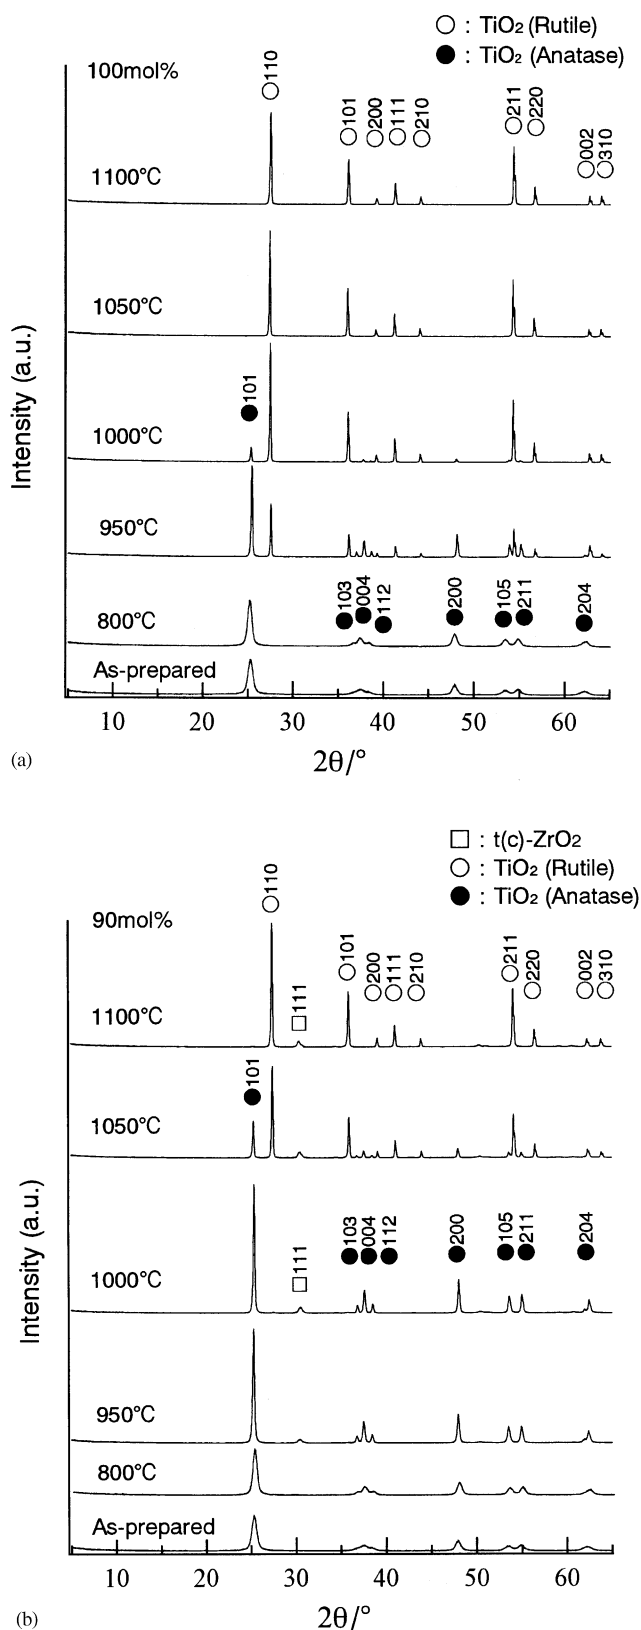 ○ : TiO₂ (Rutile)
● : TiO₂ (Anatase)
100mol%
110
101
200
111
210
211
220
002
310
1100°C
1050°C
101
1000°C
950°C
800°C
103
004
112
200
105
211
204
As-prepared
Intensity (a.u.)
10 20 30 40 50 60
2θ/°
(a)
□ : t(c)-ZrO₂
○ : TiO₂ (Rutile)
● : TiO₂ (Anatase)
90mol%
110
111
101
200
111
210
211
220
002
310
1100°C
101
1050°C
111
103
004
112
200
105
211
204
1000°C
950°C
800°C
As-prepared
Intensity (a.u.)
10 20 30 40 50 60
2θ/°
(b)